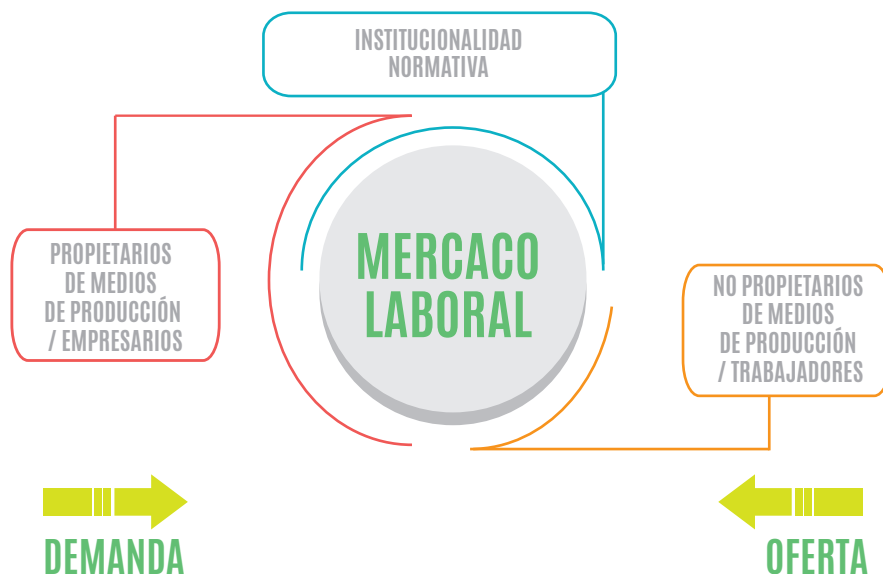 INSTITUCIONALIDAD
NORMATIVA
PROPIETARIOS
DE MEDIOS
DE PRODUCCIÓN
/ EMPRESARIOS
MERCACO
LABORAL
NO PROPIETARIOS
DE MEDIOS
DE PRODUCCIÓN
/ TRABAJADORES
DEMANDA
OFERTA